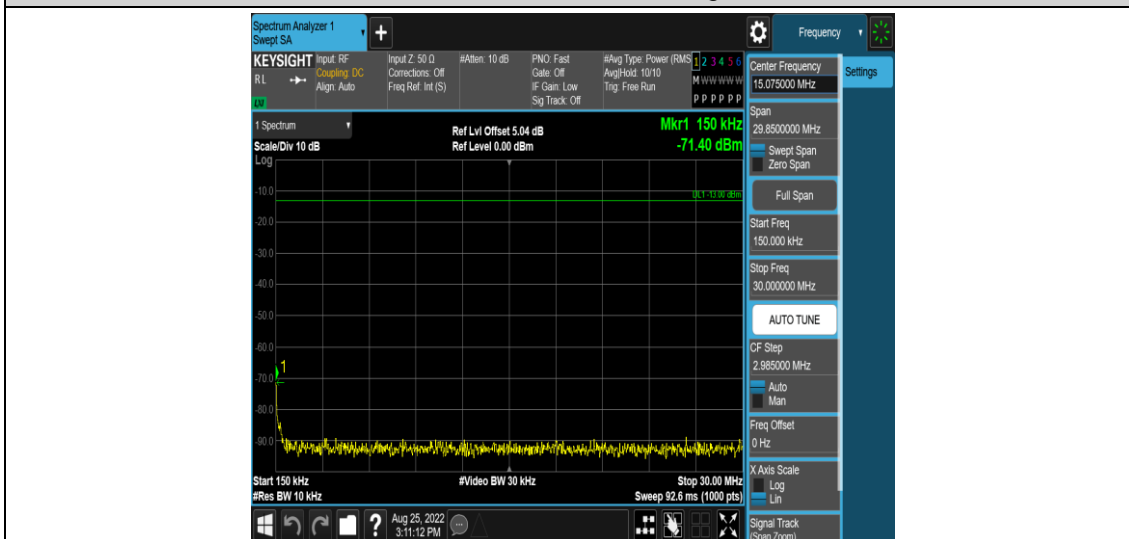 Spectrum Analyzer 1
Swept SA
+
Frequency
KEYSIGHT
RL
LXI
Input: RF
Coupling: DC
Align: Auto
Input Z: 50 Ω
Corrections: Off
Freq Ref: Int (S)
#Atten: 10 dB
PNO: Fast
Gate: Off
IF Gain: Low
Sig Track: Off
#Avg Type: Power (RMS
Avg|Hold: 10/10
Trig: Free Run
1 2 3 4 5 6
M W W W W W
P P P P P P
1 Spectrum
Scale/Div 10 dB
Ref Lvl Offset 5.04 dB
Ref Level 0.00 dBm
Mkr1 150 kHz
-71.40 dBm
Log
DL1 -13.00 dBm
-10.0
-20.0
-30.0
-40.0
-50.0
-60.0
1
-70.0
-80.0
-90.0
Start 150 kHz
#Video BW 30 kHz
Stop 30.00 MHz
#Res BW 10 kHz
Sweep 92.6 ms (1000 pts)
?
Aug 25, 2022
3:11:12 PM
Center Frequency
15.075000 MHz
Settings
Span
29.8500000 MHz
Swept Span
Zero Span
Full Span
Start Freq
150.000 kHz
Stop Freq
30.000000 MHz
AUTO TUNE
CF Step
2.985000 MHz
Auto
Man
Freq Offset
0 Hz
X Axis Scale
Log
Lin
Signal Track
(Span Zoom)